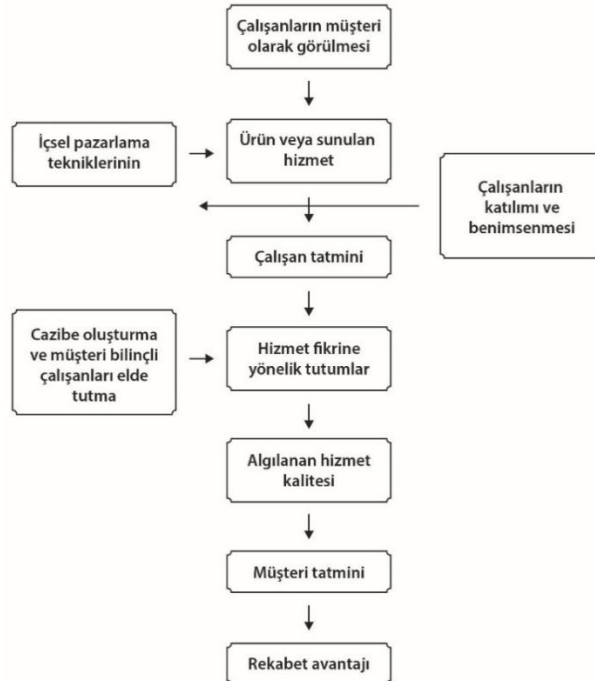 Çalışanların müşteri
olarak görülmesi
İçsel pazarlama
tekniklerinin
Ürün veya sunulan
hizmet
Çalışanların
katılımı ve
benimsenmesi
Çalışan tatmini
Cazibe oluşturma
ve müşteri bilinçli
çalışanları elde
tutma
Hizmet fikrine
yönelik tutumlar
Algılanan hizmet
kalitesi
Müşteri tatmini
Rekabet avantajı